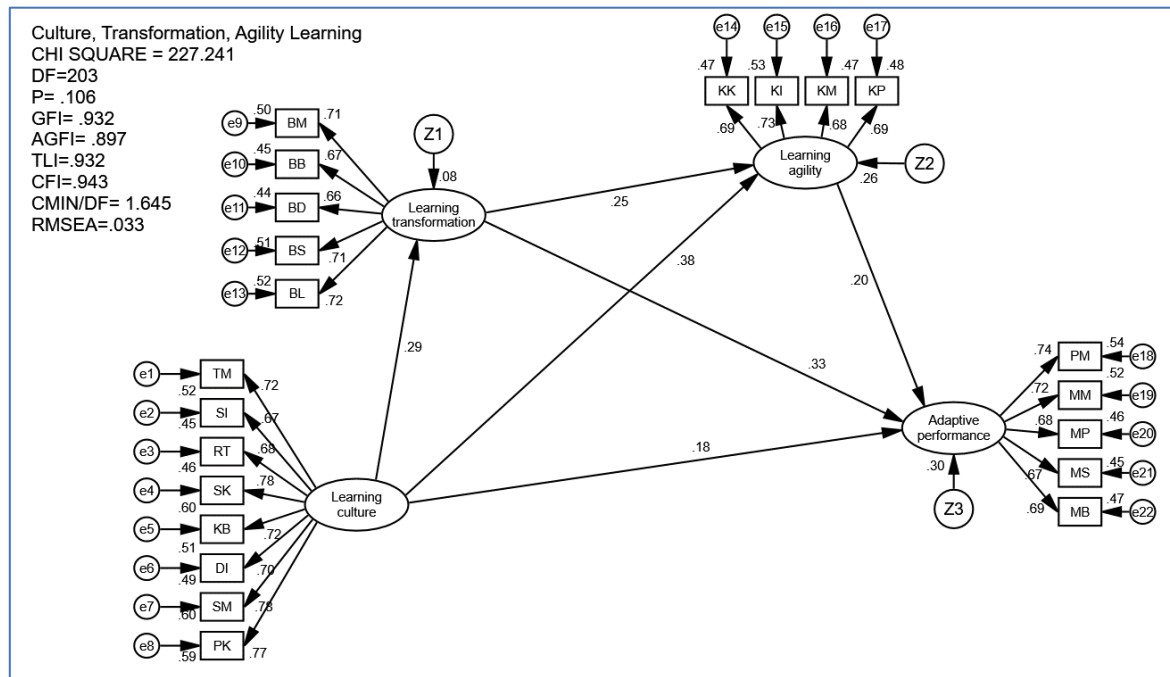 Culture, Transformation, Agility Learning
CHI SQUARE = 227.241
DF=203
P= .106
GFI= .932
AGFI= .897
TLI=.932
CFI=.943
CMIN/DF= 1.645
RMSEA=.033
e14
e15
e16
e17
.47
.53
.47
.48
KK
KI
KM
KP
.69
.73
.68
.69
Learning
agility
.26
Z2
e9
.50
BM
.71
e10
.45
BB
.67
e11
.44
BD
.66
e12
.51
BS
.71
e13
.52
BL
.72
Z1
.08
Learning
transformation
.25
.38
.20
.29
.33
.18
e1
TM
.72
.52
e2
SI
.67
.45
e3
RT
.68
.46
e4
SK
.78
.60
e5
KB
.72
.51
e6
DI
.70
.49
e7
SM
.78
.60
e8
PK
.77
.59
Learning
culture
Adaptive
performance
.30
Z3
.74
PM
.54
e18
.72
MM
.52
e19
.68
MP
.46
e20
.67
MS
.45
e21
.69
MB
.47
e22